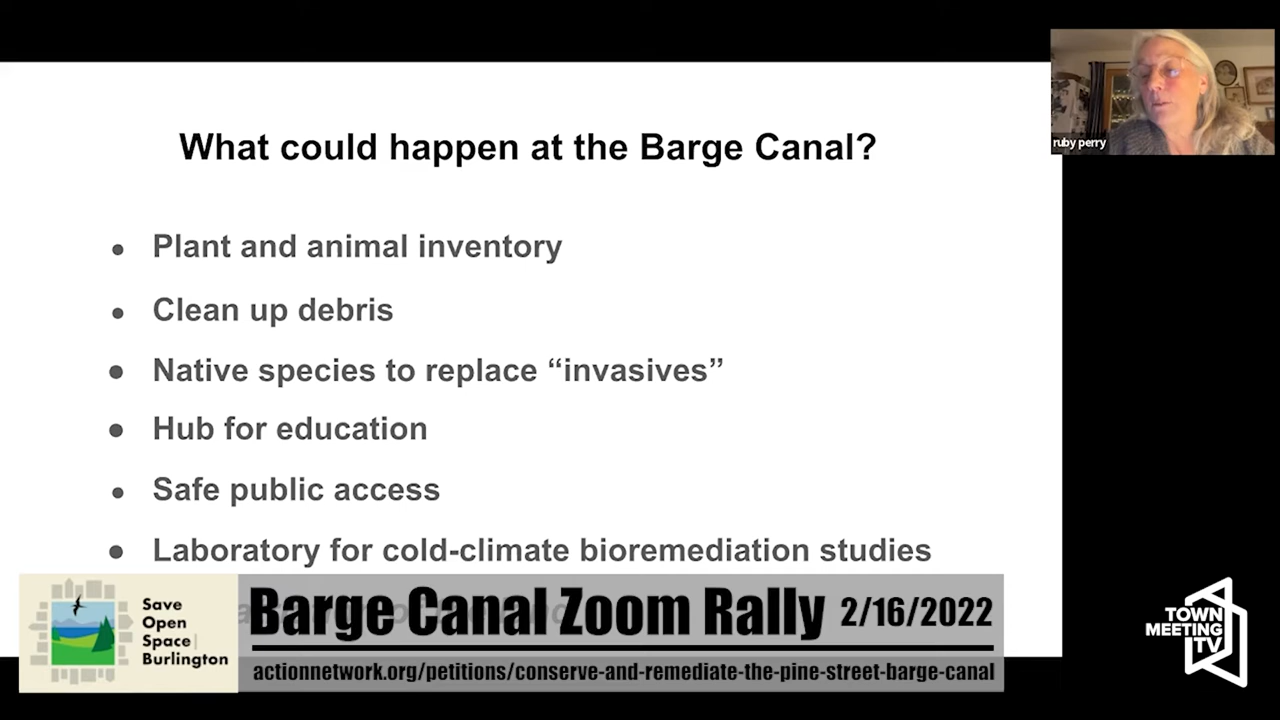 What could happen at the Barge Canal?
ruby perry
• Plant and animal inventory
• Clean up debris
• Native species to replace “invasives”
• Hub for education
• Safe public access
• Laboratory for cold-climate bioremediation studies
Save
Open
Space
Burlington
Barge Canal Zoom Rally 2/16/2022
actionnetwork.org/petitions/conserve-and-remediate-the-pine-street-barge-canal
TOWN
MEETING
TV